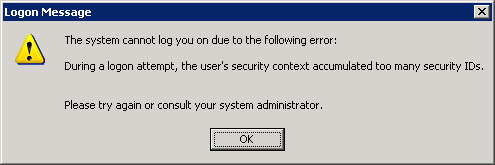 Logon Message
The system cannot log you on due to the following error:
During a logon attempt, the user's security context accumulated too many security IDs.
Please try again or consult your system administrator.
OK